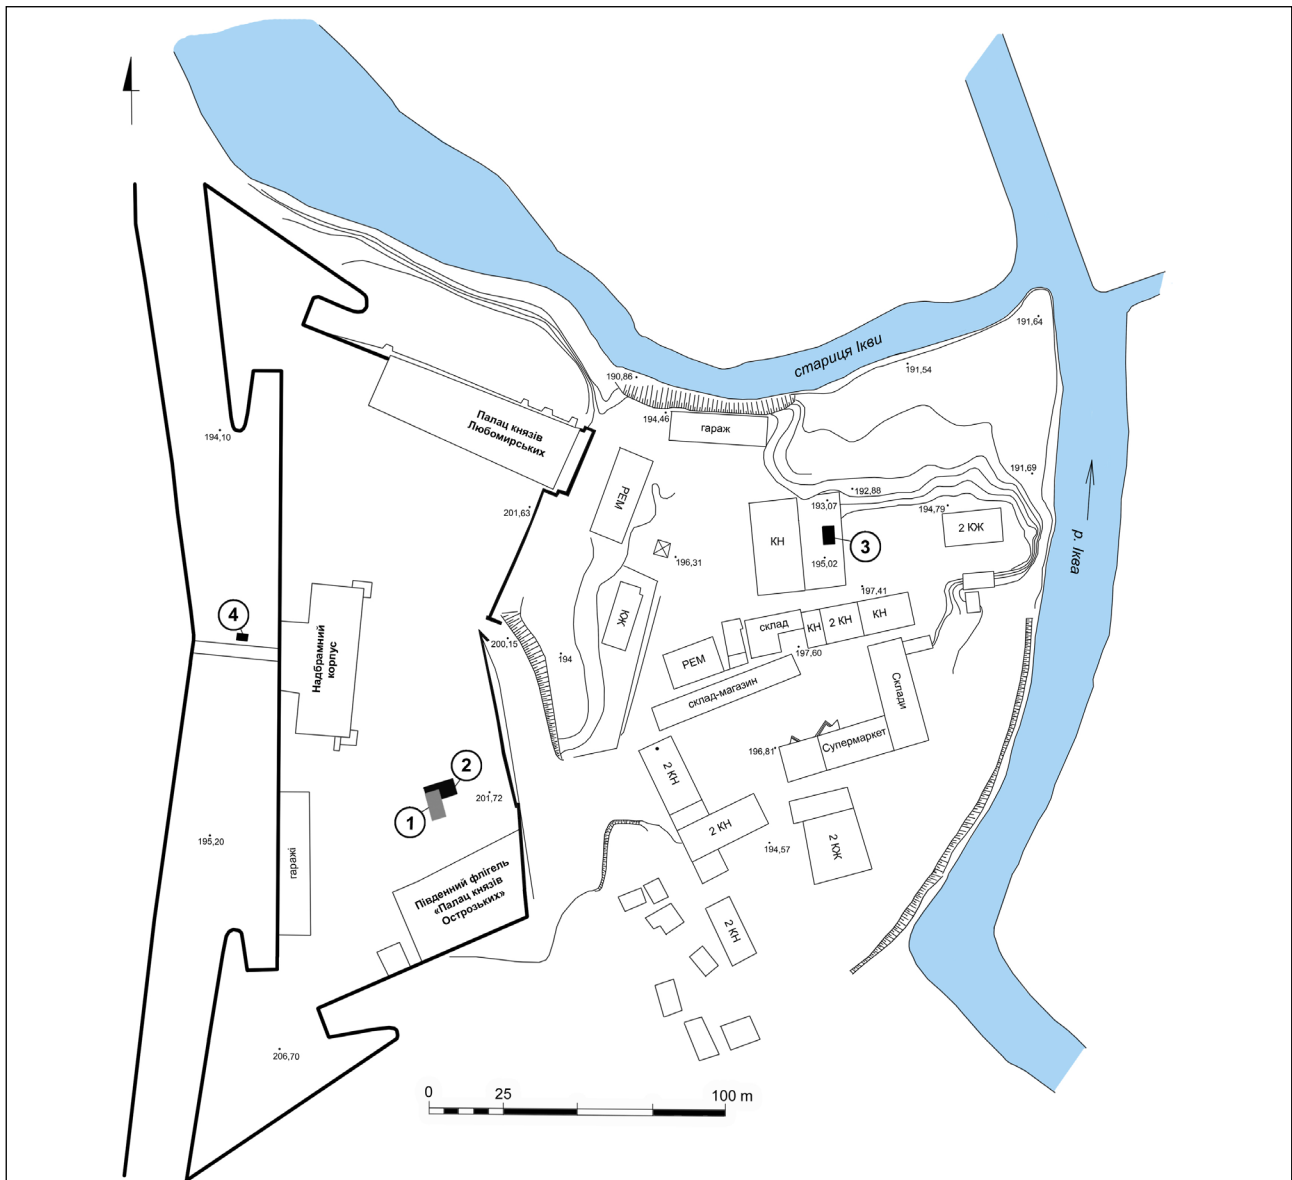 стариця Ікви
191,64
191,54
190,86
194,46
гараж
Палац князів
Любомирських
194,10
РЕМ
201,63
191,69
192,88
193,07
194,79
2 КЖ
КН
3
195,02
196,31
р. Іква
197,41
4
КЖ
склад
КН
2 КН
КН
Надбрамний
корпус
200,15
194
РЕМ
197,60
склад-магазин
Склади
Супермаркет
196,81
2 КН
2
1
201,72
2 КН
195,20
гаражі
194,57
2 КЖ
Південний флігель
«Палац князів
Острозьких»
2 КН
206,70
0
25
100 m